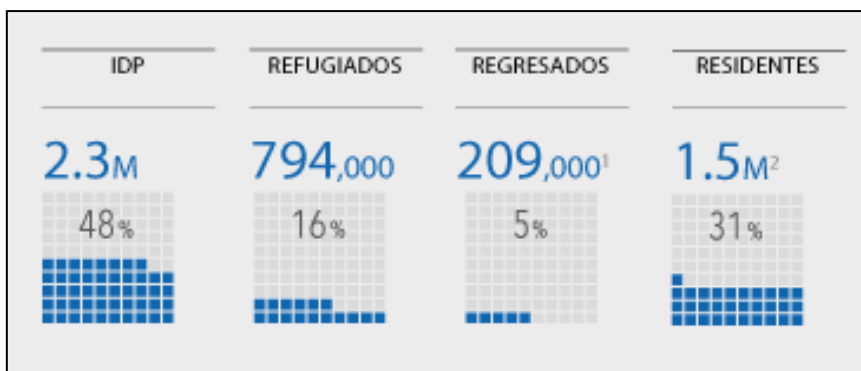 IDP REFUGIADOS REGRESADOS RESIDENTES
2.3M 794,000 209,000¹ 1.5M²
48% 16% 5% 31%